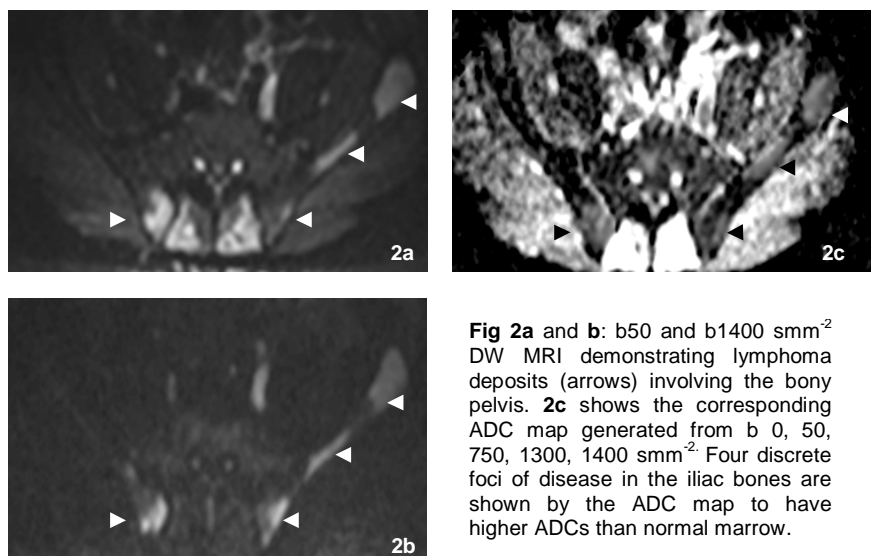 2a
2c
2b
Fig 2a and b: b50 and b1400 smm-2
DW MRI demonstrating lymphoma
deposits (arrows) involving the bony
pelvis. 2c shows the corresponding
ADC map generated from b 0, 50,
750, 1300, 1400 smm-2. Four discrete
foci of disease in the iliac bones are
shown by the ADC map to have
higher ADCs than normal marrow.